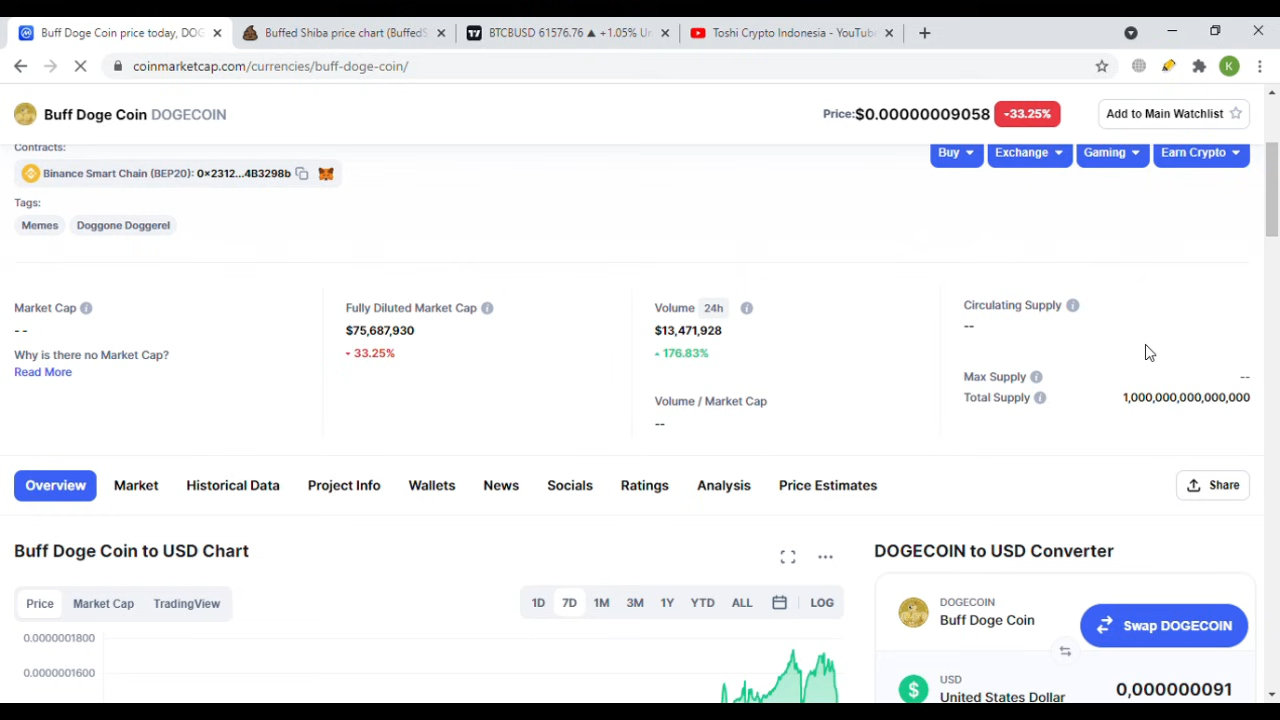 Buff Doge Coin price today, DOG
Buffed Shiba price chart (BuffedS
BTCBUSD 61576.76 ▲ +1.05% Un
Toshi Crypto Indonesia - YouTube
coinmarketcap.com/currencies/buff-doge-coin/
K
Buff Doge Coin DOGECOIN
Price:$0.00000009058 -33.25%
Add to Main Watchlist
Contracts:
Buy
Exchange
Gaming
Earn Crypto
Binance Smart Chain (BEP20): 0×2312...4B3298b
Tags:
Memes
Doggone Doggerel
Market Cap
- -
Why is there no Market Cap?
Read More
Fully Diluted Market Cap
$75,687,930
33.25%
Volume 24h
$13,471,928
176.83%
Volume / Market Cap
--
Circulating Supply
--
Max Supply --
Total Supply 1,000,000,000,000,000
Overview
Market
Historical Data
Project Info
Wallets
News
Socials
Ratings
Analysis
Price Estimates
Share
Buff Doge Coin to USD Chart
Price
Market Cap
TradingView
1D 7D 1M 3M 1Y YTD ALL LOG
0.0000001800
0.0000001600
DOGECOIN to USD Converter
DOGECOIN
Buff Doge Coin
Swap DOGECOIN
USD
United States Dollar
0,000000091